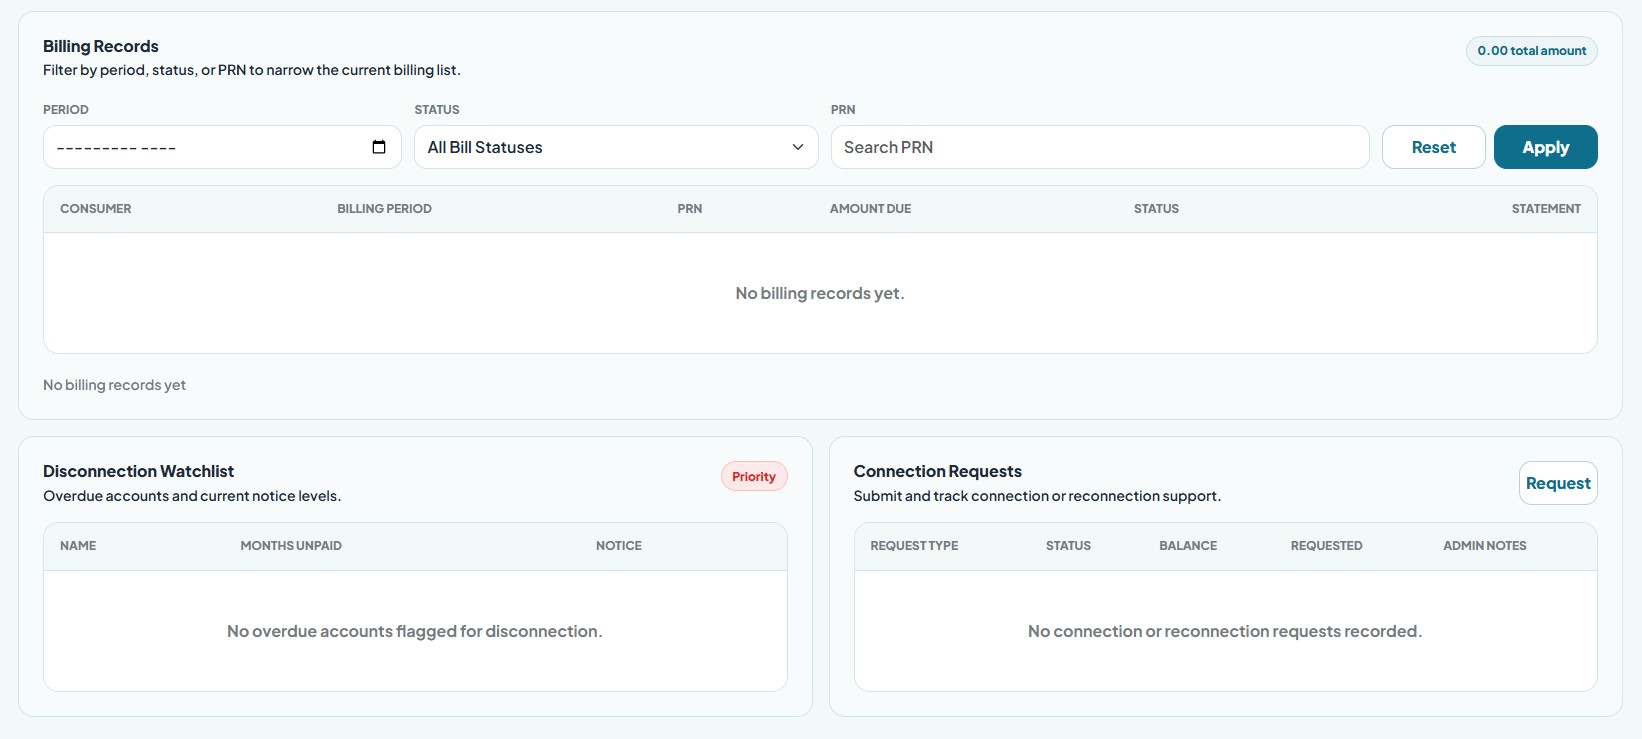 Billing Records
Filter by period, status, or PRN to narrow the current billing list.
0.00 total amount
PERIOD
STATUS
PRN
--------- ----
All Bill Statuses
Search PRN
Reset
Apply
CONSUMER
BILLING PERIOD
PRN
AMOUNT DUE
STATUS
STATEMENT
No billing records yet.
No billing records yet
Disconnection Watchlist
Overdue accounts and current notice levels.
Priority
NAME
MONTHS UNPAID
NOTICE
No overdue accounts flagged for disconnection.
Connection Requests
Submit and track connection or reconnection support.
Request
REQUEST TYPE
STATUS
BALANCE
REQUESTED
ADMIN NOTES
No connection or reconnection requests recorded.